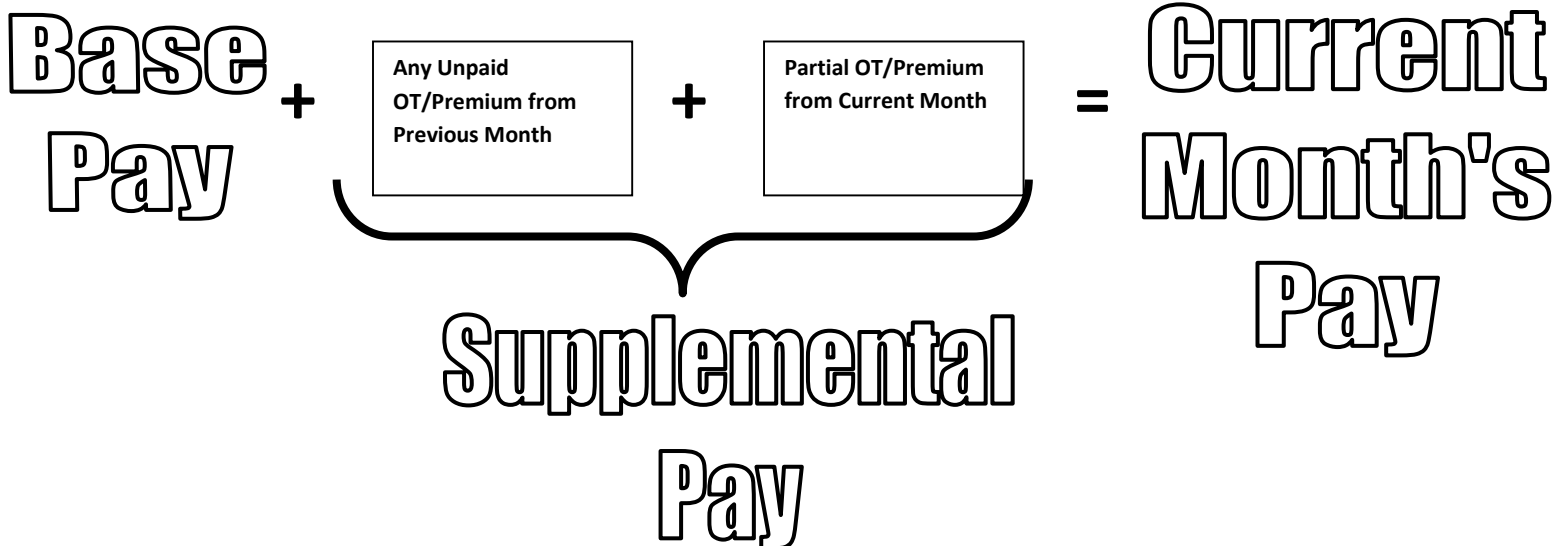 Base
Pay
+
Any Unpaid
OT/Premium from
Previous Month
+
Partial OT/Premium
from Current Month
=
Current
Month's
Pay
Supplemental
Pay